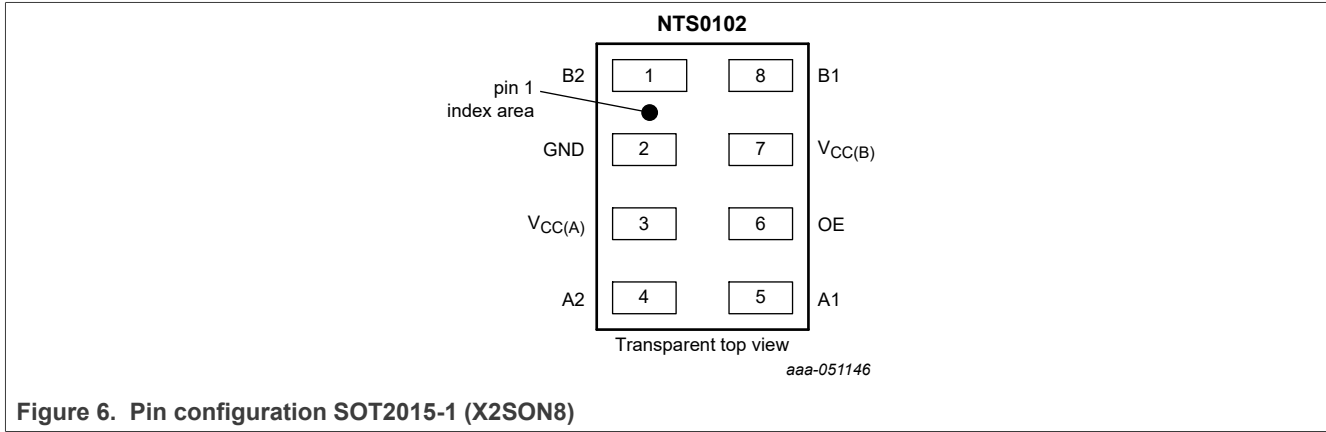 NTS0102
B2 1 8 B1
pin 1
index area
GND 2 7 VCC(B)
VCC(A) 3 6 OE
A2 4 5 A1
Transparent top view
aaa-051146
Figure 6. Pin configuration SOT2015-1 (X2SON8)